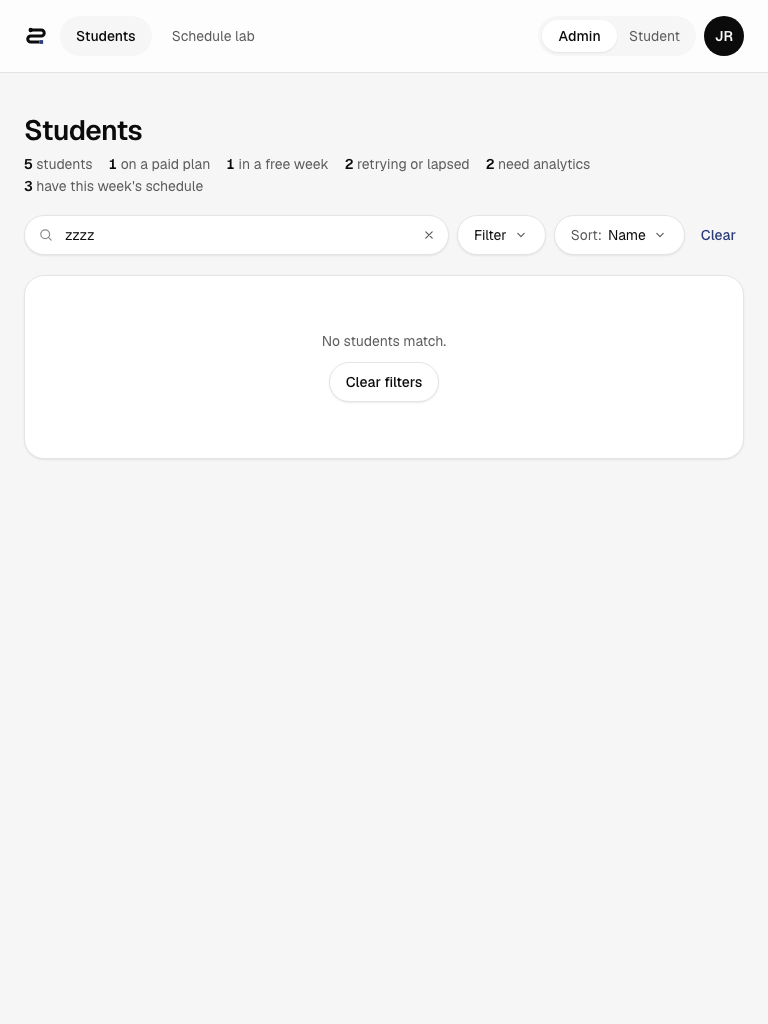 Students
Schedule lab
Admin
Student
JR
Students
5 students 1 on a paid plan 1 in a free week 2 retrying or lapsed 2 need analytics
3 have this week's schedule
zzzz
Filter
Sort: Name
Clear
No students match.
Clear filters